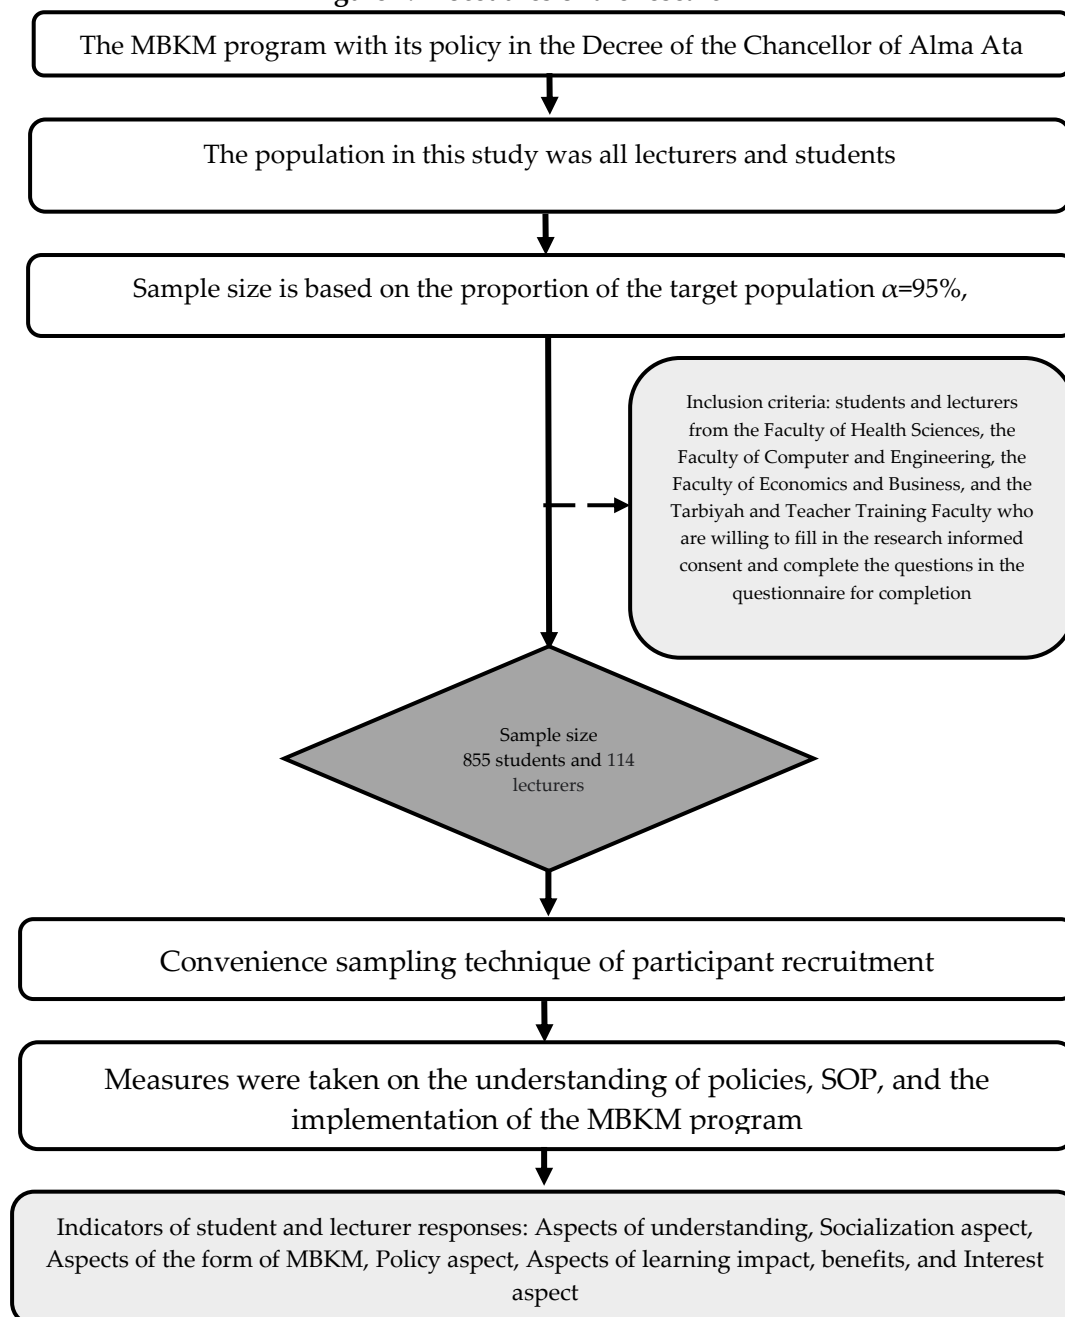 The MBKM program with its policy in the Decree of the Chancellor of Alma Ata
The population in this study was all lecturers and students
Sample size is based on the proportion of the target population α=95%,
Inclusion criteria: students and lecturers
from the Faculty of Health Sciences, the
Faculty of Computer and Engineering, the
Faculty of Economics and Business, and the
Tarbiyah and Teacher Training Faculty who
are willing to fill in the research informed
consent and complete the questions in the
questionnaire for completion
Sample size
855 students and 114
lecturers
Convenience sampling technique of participant recruitment
Measures were taken on the understanding of policies, SOP, and the
implementation of the MBKM program
Indicators of student and lecturer responses: Aspects of understanding, Socialization aspect,
Aspects of the form of MBKM, Policy aspect, Aspects of learning impact, benefits, and Interest
aspect